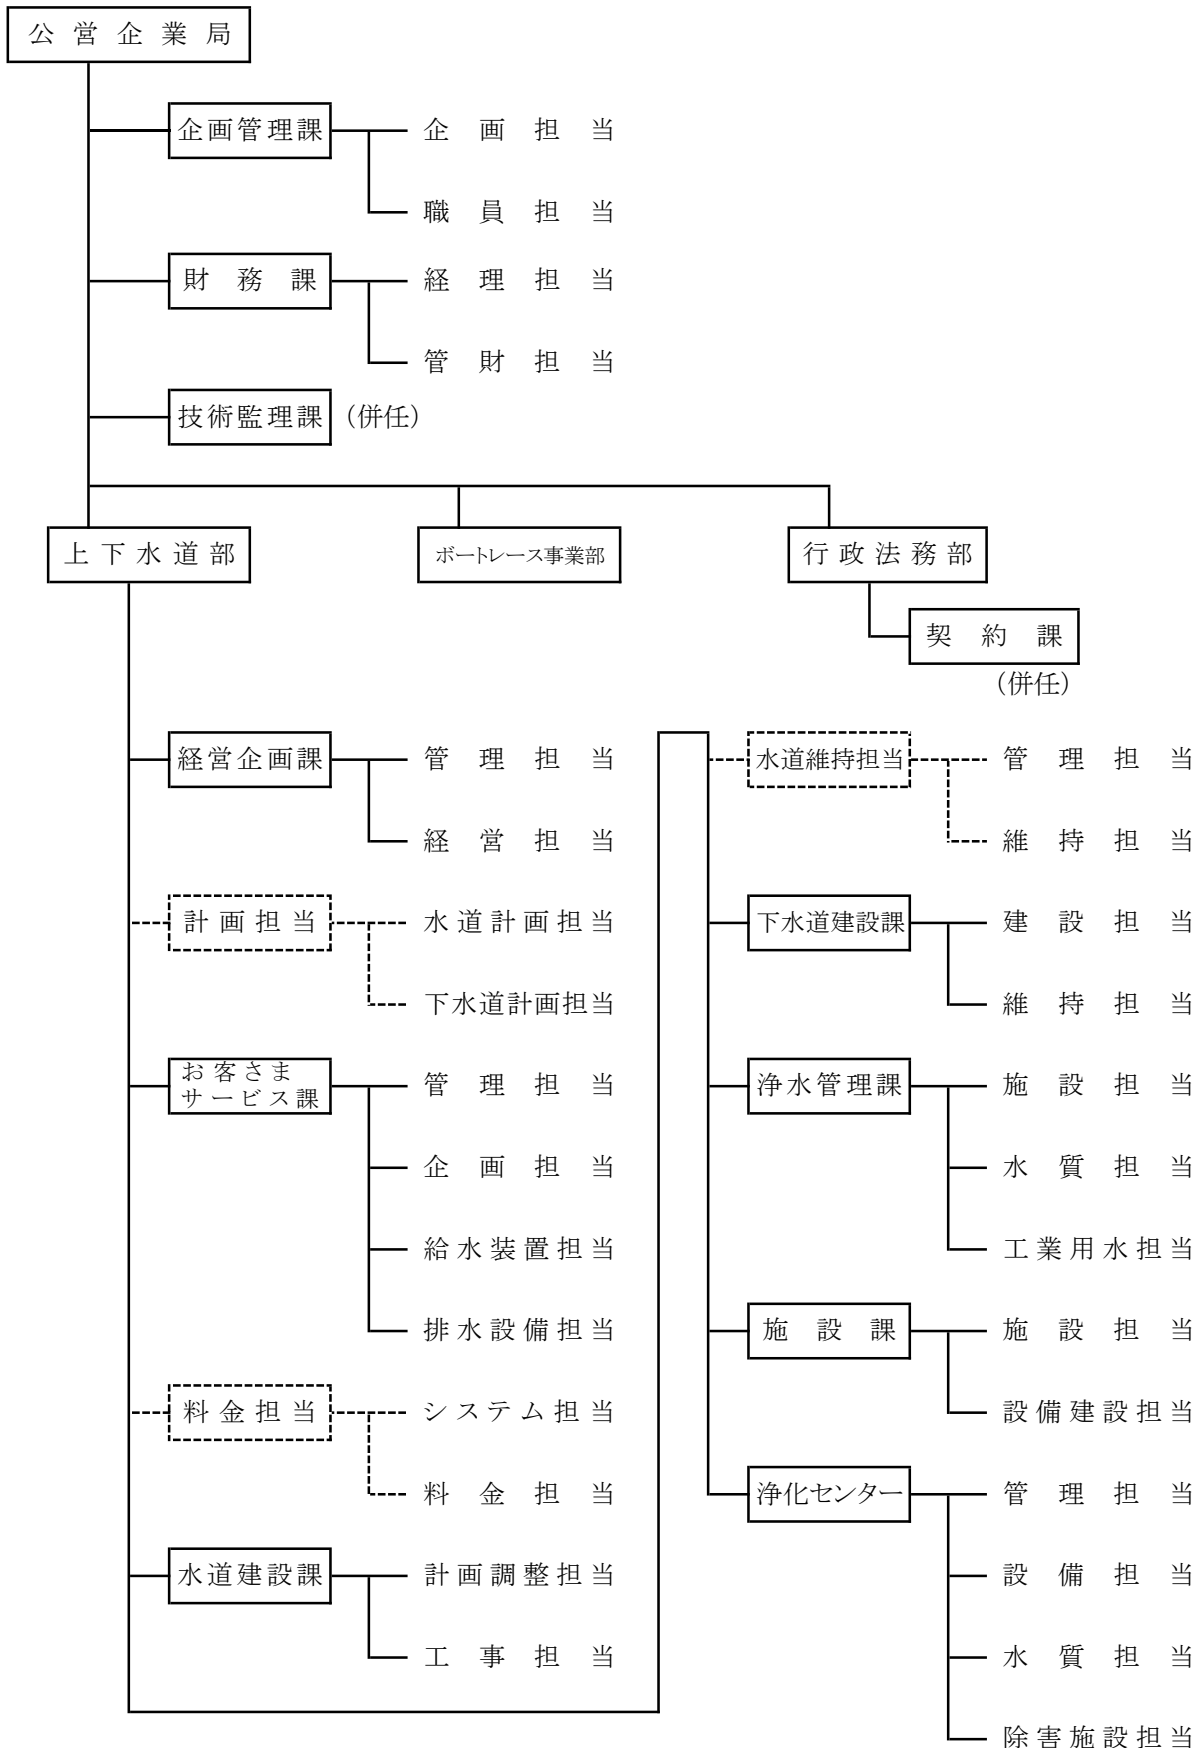 公営企業局
企画管理課
企画担当
職員担当
財務課
経理担当
管財担当
技術監理課
（併任）
上下水道部
ボートレース事業部
行政法務部
契約課
（併任）
経営企画課
管理担当
経営担当
計画担当
水道計画担当
下水道計画担当
お客さま
サービス課
管理担当
企画担当
給水装置担当
排水設備担当
料金担当
システム担当
料金担当
水道建設課
計画調整担当
工事担当
水道維持担当
管理担当
維持担当
下水道建設課
建設担当
維持担当
浄水管理課
施設担当
水質担当
工業用水担当
施設課
施設担当
設備建設担当
浄化センター
管理担当
設備担当
水質担当
除害施設担当